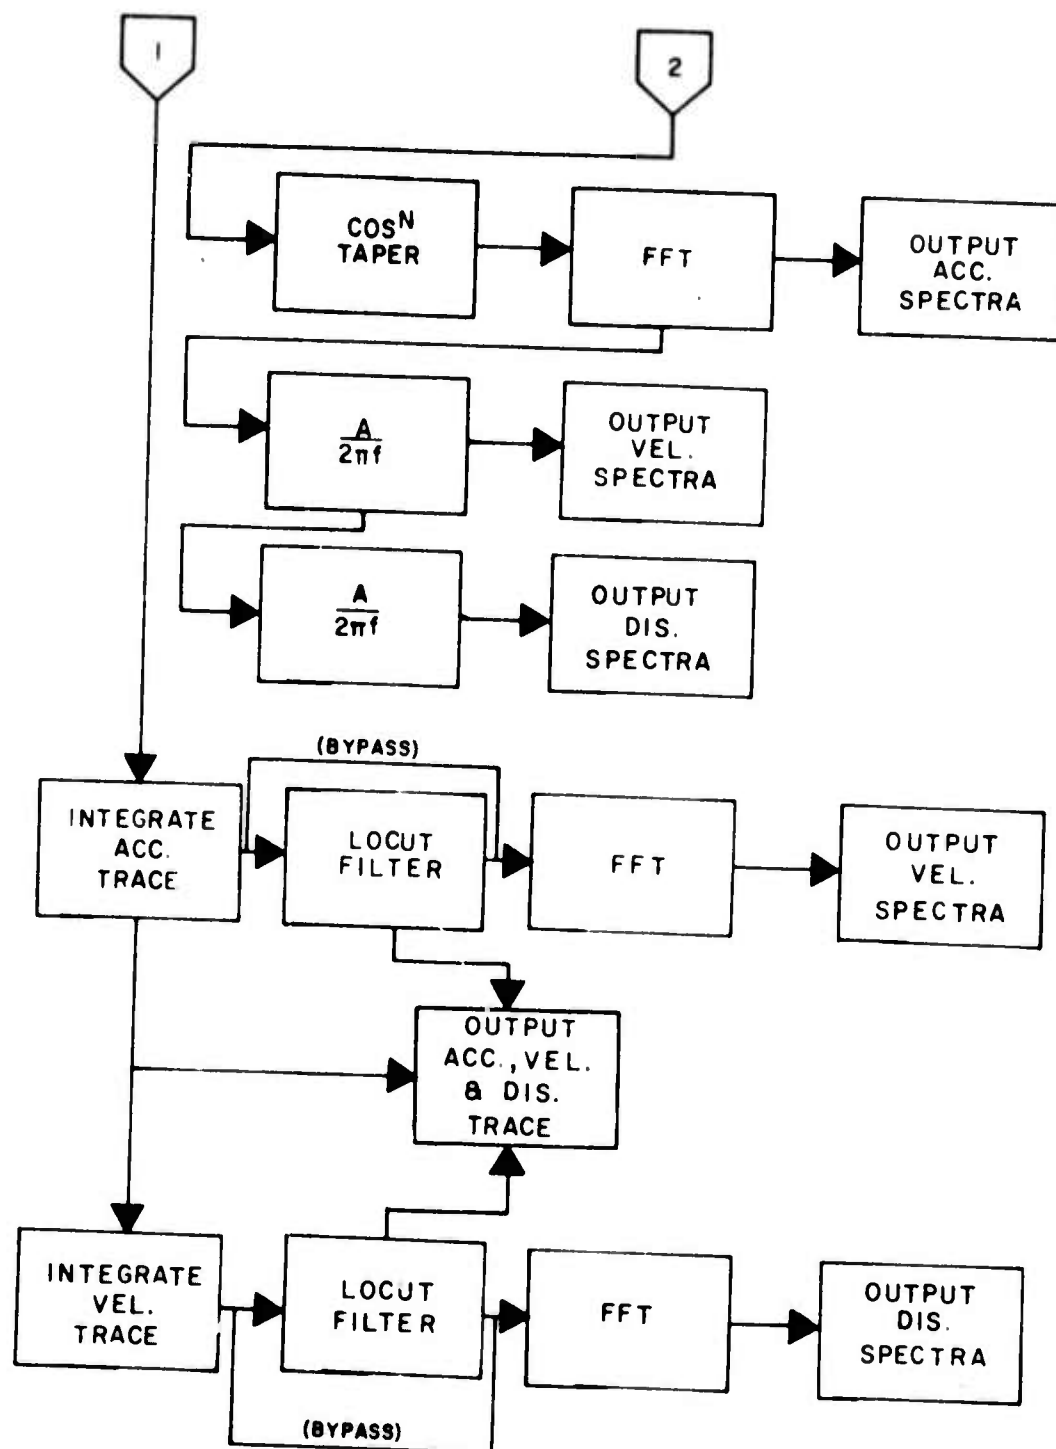 1
2
COS^N
TAPER
FFT
OUTPUT
ACC.
SPECTRA
A
2πf
OUTPUT
VEL.
SPECTRA
A
2πf
OUTPUT
DIS.
SPECTRA
(BYPASS)
INTEGRATE
ACC.
TRACE
LOCUT
FILTER
FFT
OUTPUT
VEL.
SPECTRA
OUTPUT
ACC., VEL.
& DIS.
TRACE
INTEGRATE
VEL.
TRACE
LOCUT
FILTER
FFT
OUTPUT
DIS.
SPECTRA
(BYPASS)